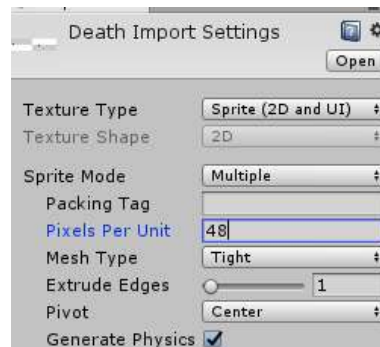 Death Import Settings
Open
Texture Type Sprite (2D and UI)
Texture Shape 2D
Sprite Mode Multiple
Packing Tag
Pixels Per Unit 48
Mesh Type Tight
Extrude Edges 1
Pivot Center
Generate Physics